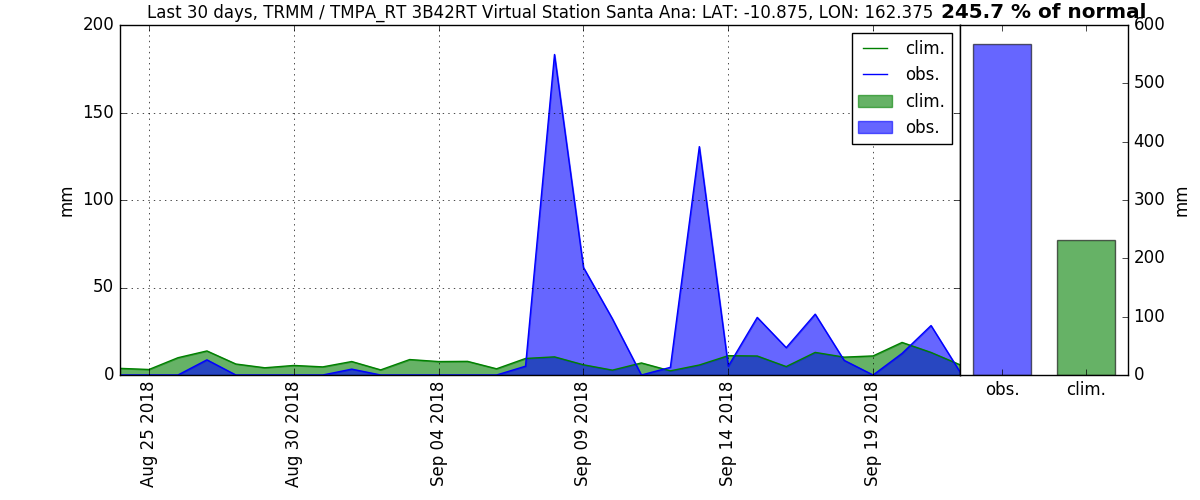 Last 30 days, TRMM / TMPA_RT 3B42RT Virtual Station Santa Ana: LAT: -10.875, LON: 162.375 245.7 % of normal
200
150
100
50
0
mm
clim.
obs.
clim.
obs.
600
500
400
300
200
100
0
mm
obs. clim.
Aug 25 2018
Aug 30 2018
Sep 04 2018
Sep 09 2018
Sep 14 2018
Sep 19 2018